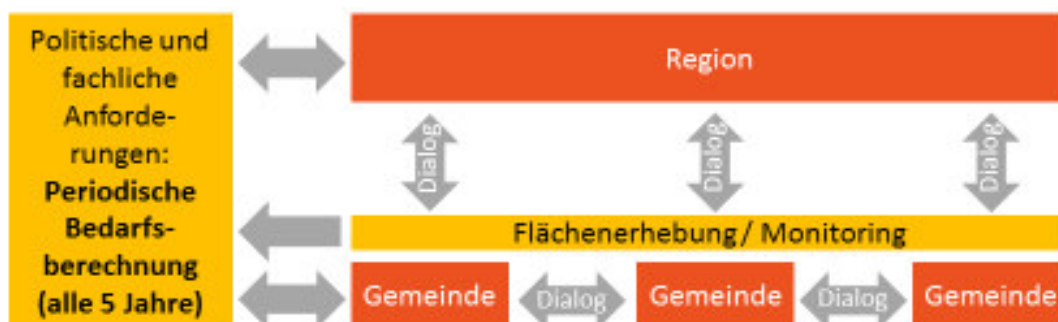 Politische und
fachliche
Anforde-
rungen:
Periodische
Bedarfs-
berechnung
(alle 5 Jahre)
Region
Dialog
Dialog
Dialog
Flächenerhebung/ Monitoring
Gemeinde
Dialog
Gemeinde
Dialog
Gemeinde